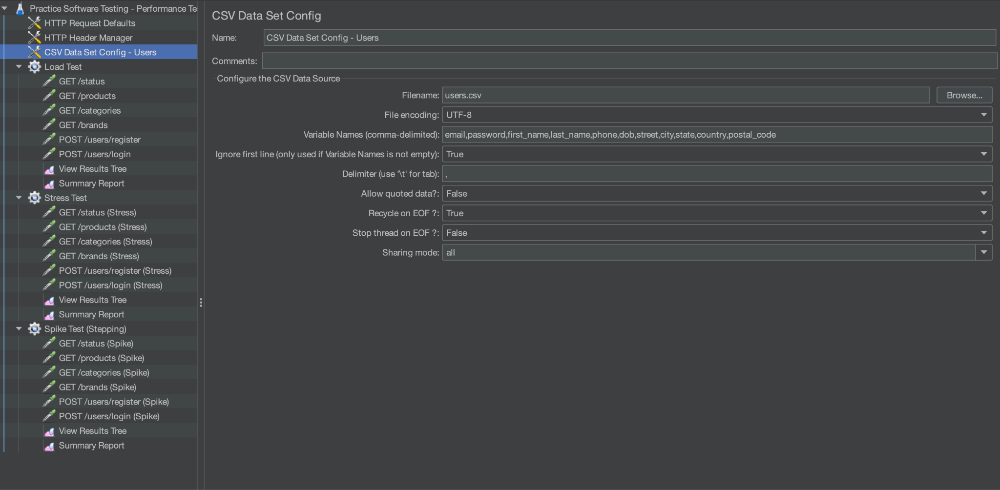 Practice Software Testing - Performance Te
HTTP Request Defaults
HTTP Header Manager
CSV Data Set Config - Users
Load Test
GET /status
GET /products
GET /categories
GET /brands
POST /users/register
POST /users/login
View Results Tree
Summary Report
Stress Test
GET /status (Stress)
GET /products (Stress)
GET /categories (Stress)
GET /brands (Stress)
POST /users/register (Stress)
POST /users/login (Stress)
View Results Tree
Summary Report
Spike Test (Stepping)
GET /status (Spike)
GET /products (Spike)
GET /categories (Spike)
GET /brands (Spike)
POST /users/register (Spike)
POST /users/login (Spike)
View Results Tree
Summary Report
CSV Data Set Config
Name: CSV Data Set Config - Users
Comments:
Configure the CSV Data Source
Filename: users.csv Browse...
File encoding: UTF-8
Variable Names (comma-delimited): email,password,first_name,last_name,phone,dob,street,city,state,country,postal_code
Ignore first line (only used if Variable Names is not empty): True
Delimiter (use '\t' for tab): ,
Allow quoted data?: False
Recycle on EOF ?: True
Stop thread on EOF ?: False
Sharing mode: all